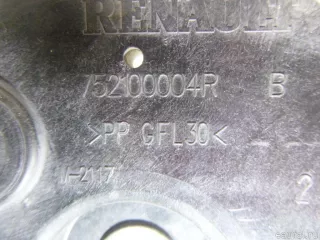 RENAULT
752100004R B
>PP GFL30<
2